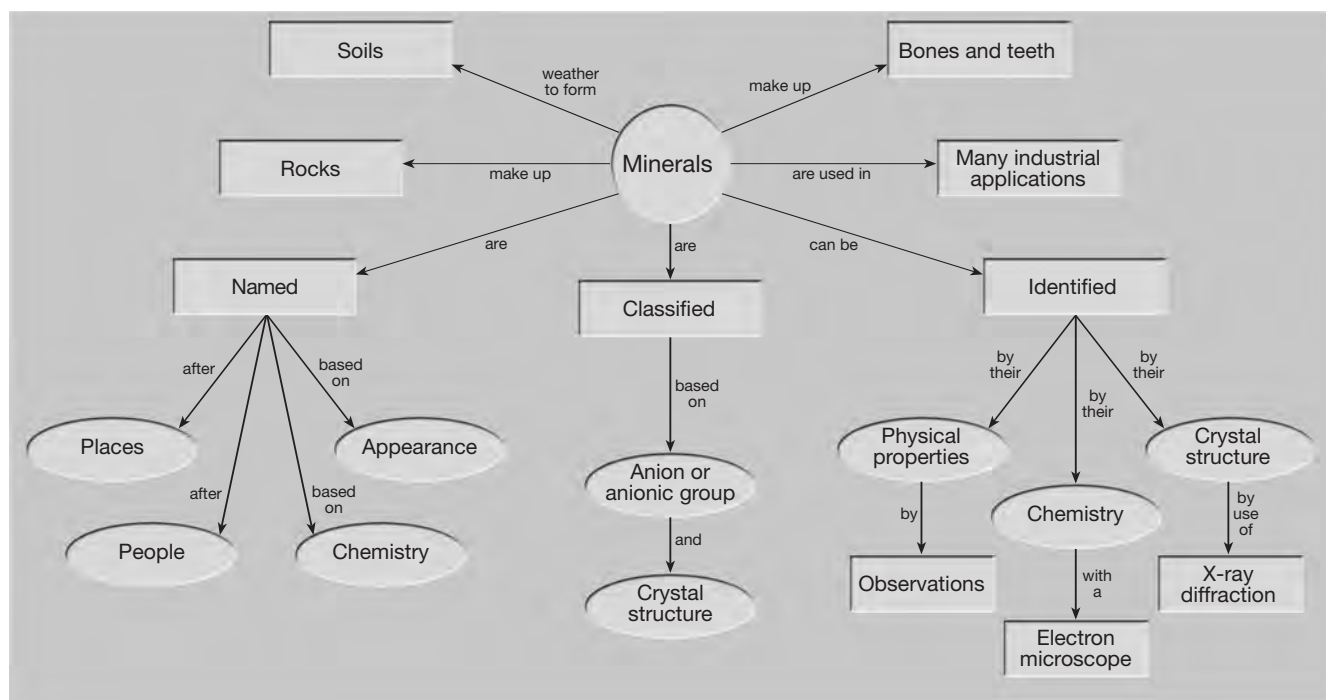 Soils
weather
to form
Bones and teeth
make up
Minerals
Rocks
make up
Many industrial
applications
are used in
are
are
can be
Named
Classified
Identified
after
based
on
based
on
by
their
by
their
by
their
Places
Appearance
Physical
properties
Crystal
structure
Anion or
anionic group
after
based
on
by
by
use
of
Chemistry
People
Chemistry
and
Observations
X-ray
diffraction
Crystal
structure
with
a
Electron
microscope